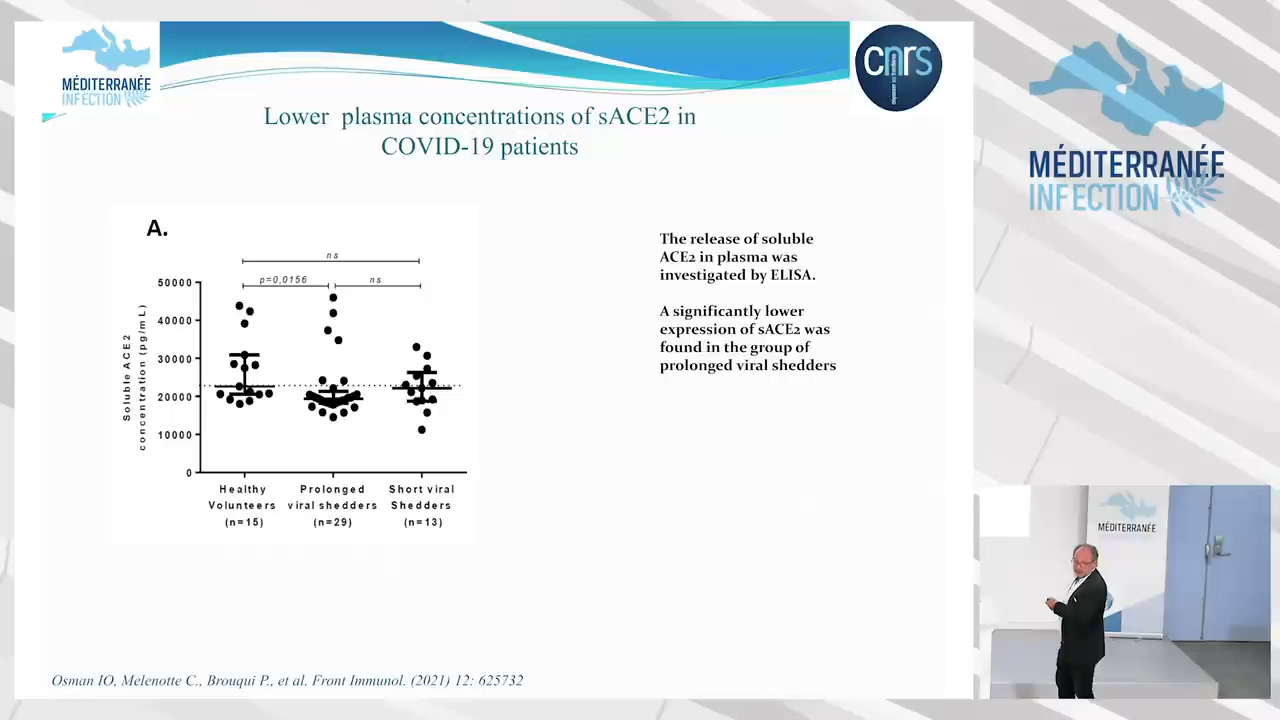 MÉDITERRANÉE
INFECTION
cnrs
Lower plasma concentrations of sACE2 in
COVID-19 patients
MÉDITERRANÉE
INFECTION
A.
The release of soluble
ACE2 in plasma was
investigated by ELISA.
A significantly lower
expression of sACE2 was
found in the group of
prolonged viral shedders
ns
p=0,0156
ns
50000
40000
30000
20000
10000
0
Soluble ACE2
concentration (pg/mL)
Healthy
Volunteers
(n=15)
Prolonged
viral shedders
(n=29)
Short viral
Shedders
(n=13)
MÉDITERRANÉE
Osman IO, Melenotte C., Brouqui P., et al. Front Immunol. (2021) 12: 625732